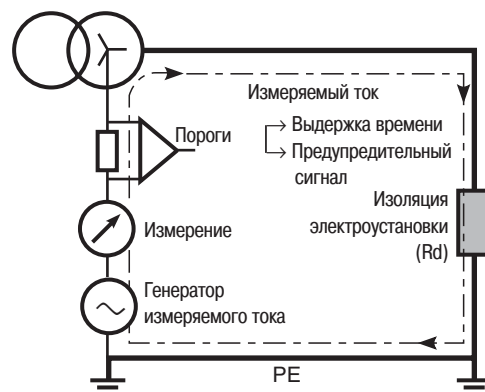 Измеряемый ток
Выдержка времени
Предупредительный
сигнал
Пороги
Изоляция
электроустановки
(Rd)
Измерение
Генератор
измеряемого тока
PE